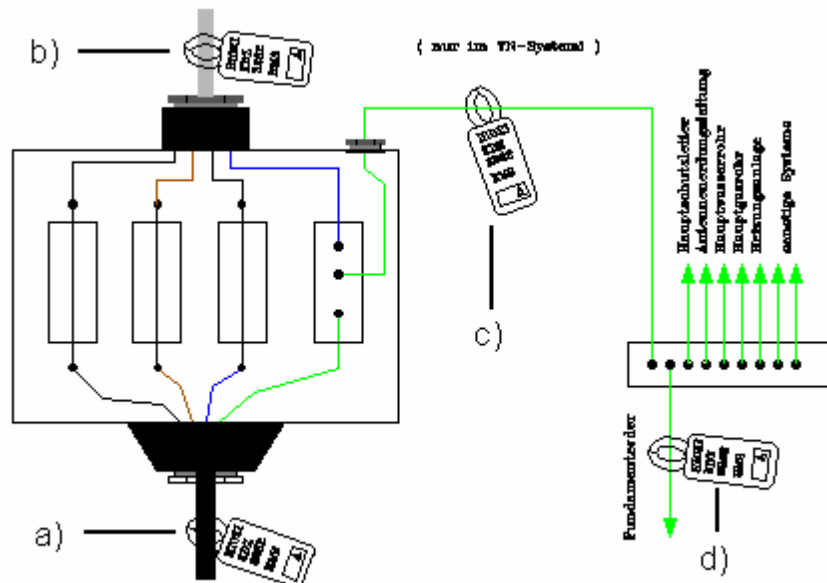 b)
( nur im TN-System! )
c)
Hauptschutzleiter
Antennenerdungsleitung
Hauptwasserrohr
Hauptgasrohr
Heizungsanlage
sonstige Systeme
Fundamenterder
a)
d)